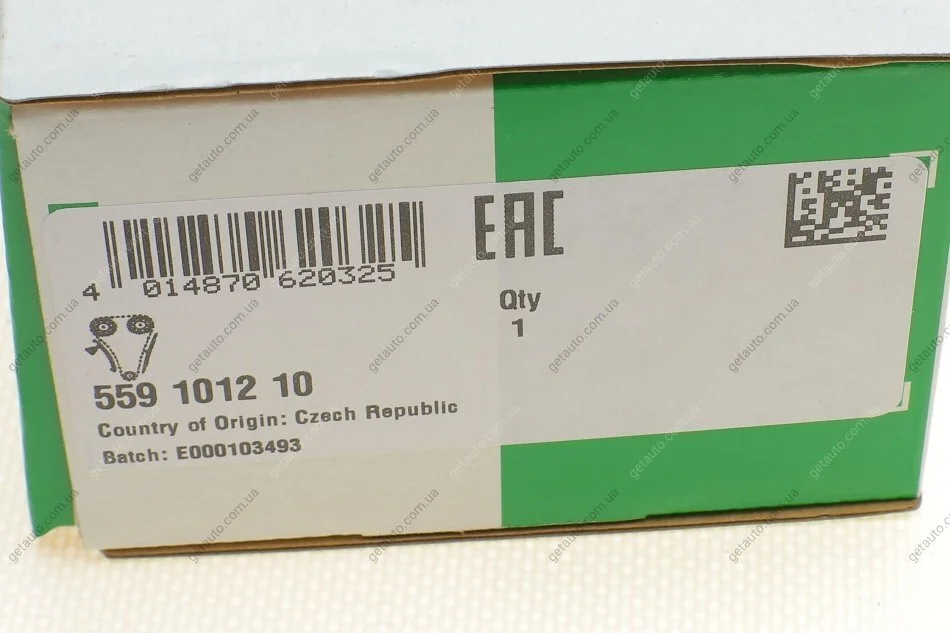 4 014870 620325
EAC
Qty
1
559 1012 10
Country of Origin: Czech Republic
Batch: E000103493
getauto.com.ua